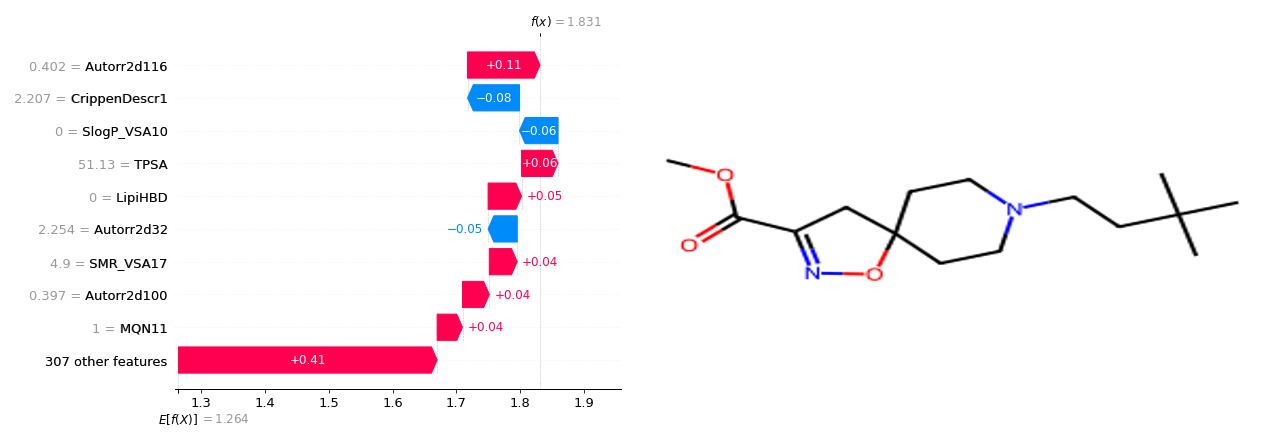 f(x) = 1.831
0.402 = Autorr2d116
+0.11
2.207 = CrippenDescr1
−0.08
0 = SlogP_VSA10
−0.06
51.13 = TPSA
+0.06
0 = LipiHBD
+0.05
2.254 = Autorr2d32
−0.05
4.9 = SMR_VSA17
+0.04
0.397 = Autorr2d100
+0.04
1 = MQN11
+0.04
307 other features
+0.41
1.3 1.4 1.5 1.6 1.7 1.8 1.9
E[f(X)] = 1.264
O
O
N
O
N